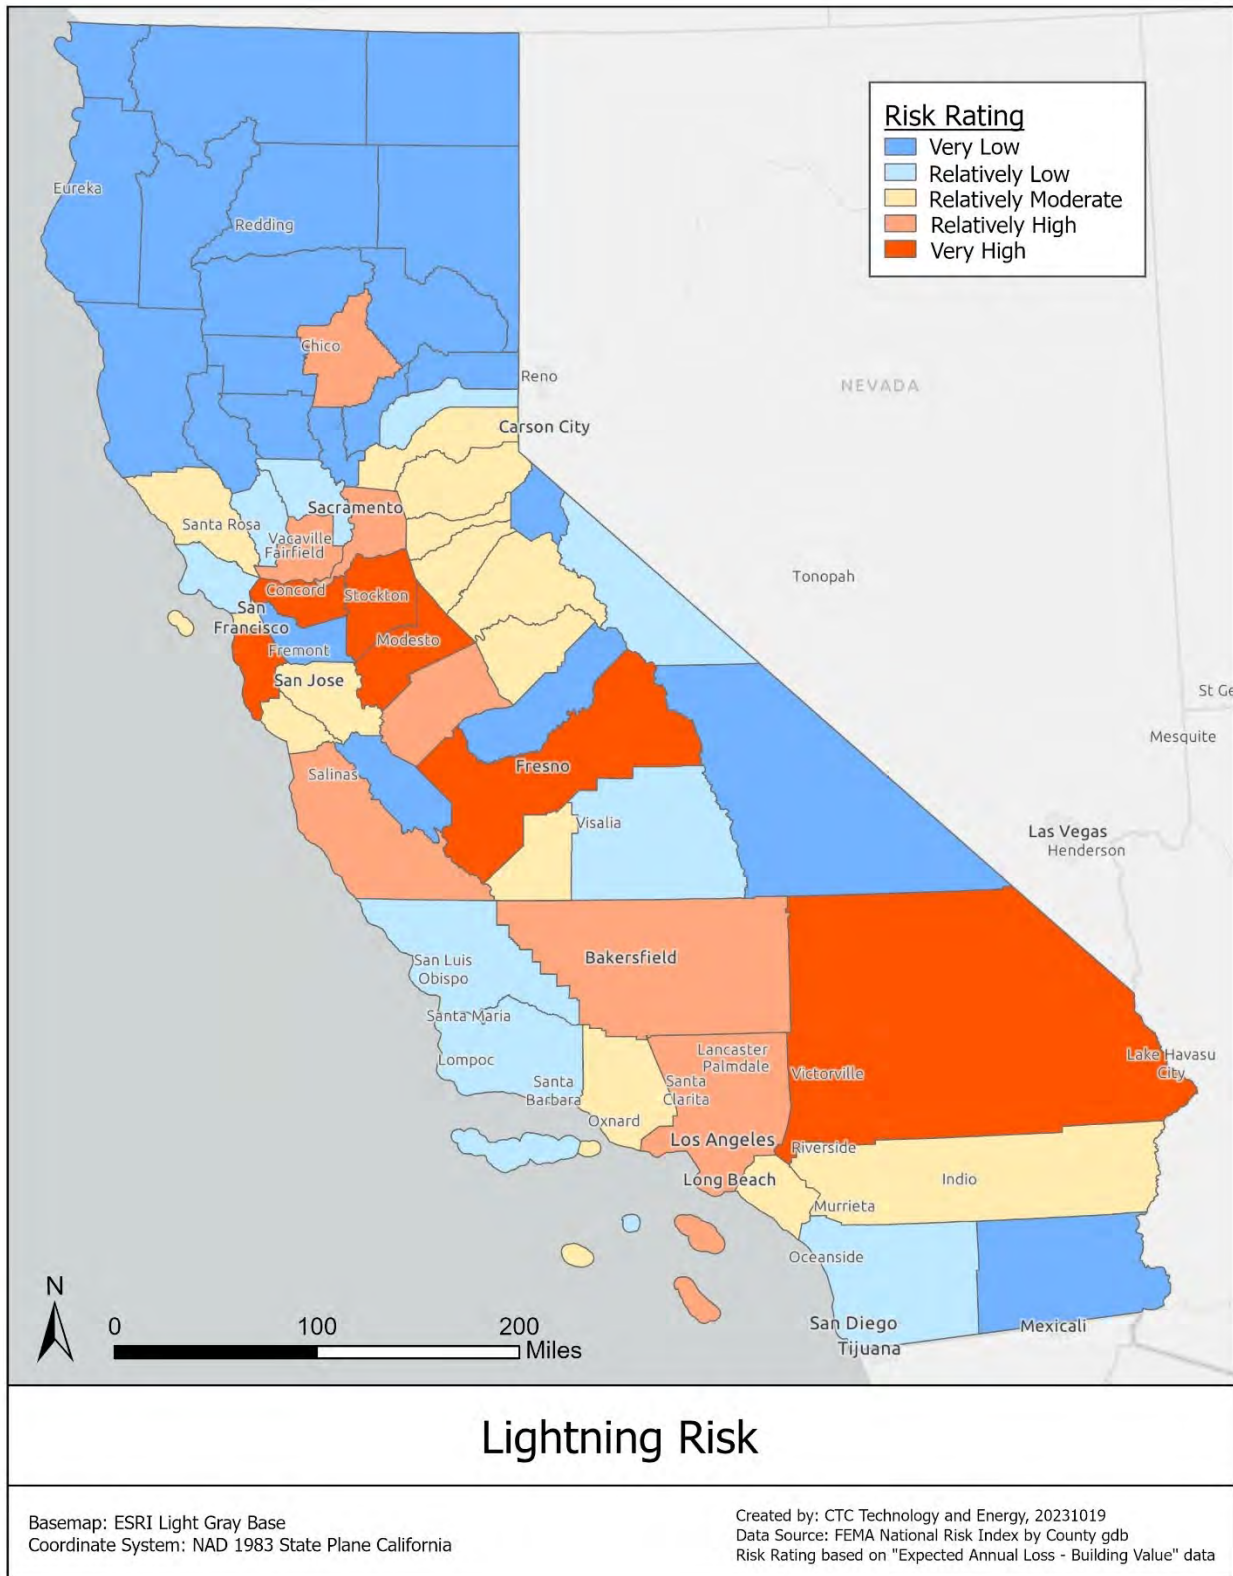 Risk Rating
Very Low
Relatively Low
Relatively Moderate
Relatively High
Very High
Eureka
Redding
Chico
Reno
NEVADA
Carson City
Sacramento
Santa Rosa
Vacaville
Fairfield
Tonopah
Concord
Stockton
San
Francisco
Modesto
Fremont
San Jose
St Ge
Mesquite
Salinas
Fresno
Visalia
Las Vegas
Henderson
Bakersfield
San Luis
Obispo
Santa Maria
Lompoc
Lancaster
Palmdale
Victorville
Lake Havasu
City
Santa
Barbara
Santa
Clarita
Oxnard
Los Angeles
Riverside
Long Beach
Indio
Murrieta
Oceanside
San Diego
Mexicali
Tijuana
N
0 100 200
Miles
Lightning Risk
Basemap: ESRI Light Gray Base
Coordinate System: NAD 1983 State Plane California
Created by: CTC Technology and Energy, 20231019
Data Source: FEMA National Risk Index by County gdb
Risk Rating based on "Expected Annual Loss - Building Value" data